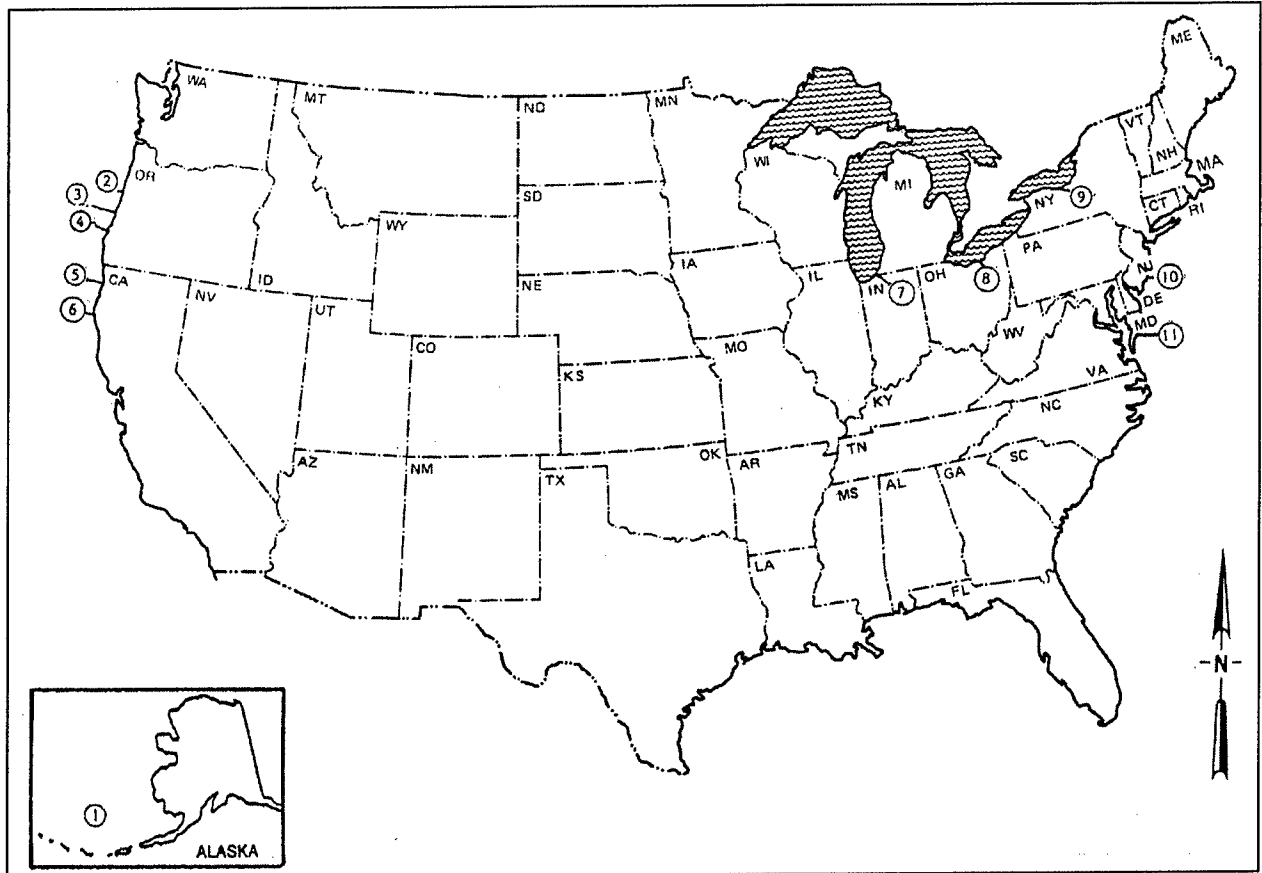 ME
WA
MT
ND
MN
VT
NH
MA
OR
WI
MI
②
③
④
SD
NY
⑨
CT
RI
WY
PA
IA
⑤
CA
NV
ID
UT
NE
IL
IN
⑦
OH
⑧
NJ
⑩
DE
MD
⑪
⑥
WV
CO
MO
KS
KY
VA
NC
AZ
NM
OK
TX
AR
TN
SC
MS
AL
GA
LA
FL
N
①
ALASKA